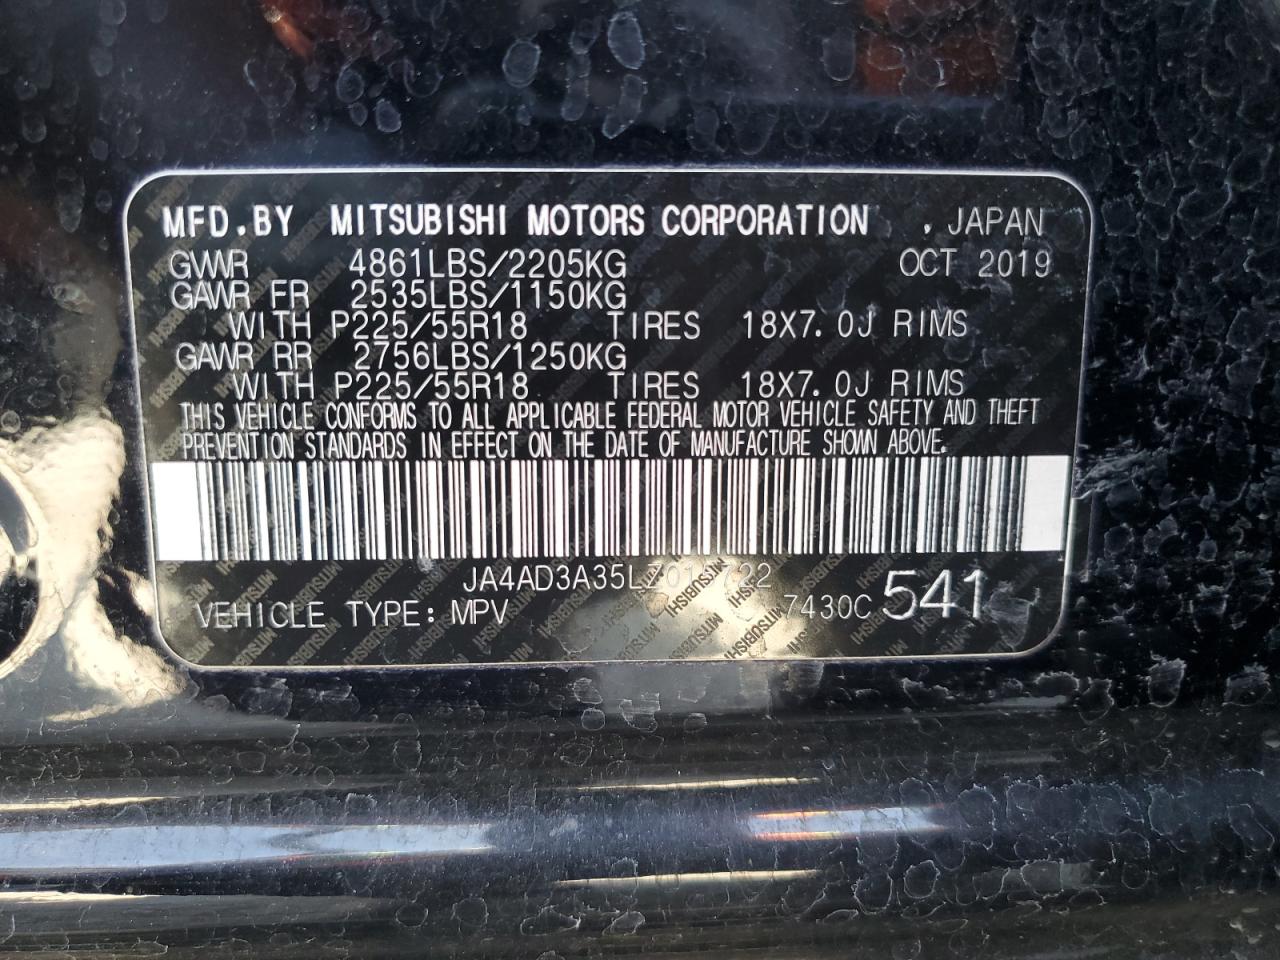 MFD.BY MITSUBISHI MOTORS CORPORATION , JAPAN
GVWR 4861LBS/2205KG OCT 2019
GAWR FR 2535LBS/1150KG
WITH P225/55R18 TIRES 18X7.0J RIMS
GAWR RR 2756LBS/1250KG
WITH P225/55R18 TIRES 18X7.0J RIMS
THIS VEHICLE CONFORMS TO ALL APPLICABLE FEDERAL MOTOR VEHICLE SAFETY AND THEFT
PREVENTION STANDARDS IN EFFECT ON THE DATE OF MANUFACTURE SHOWN ABOVE.
VEHICLE TYPE: MPV 7430C 541